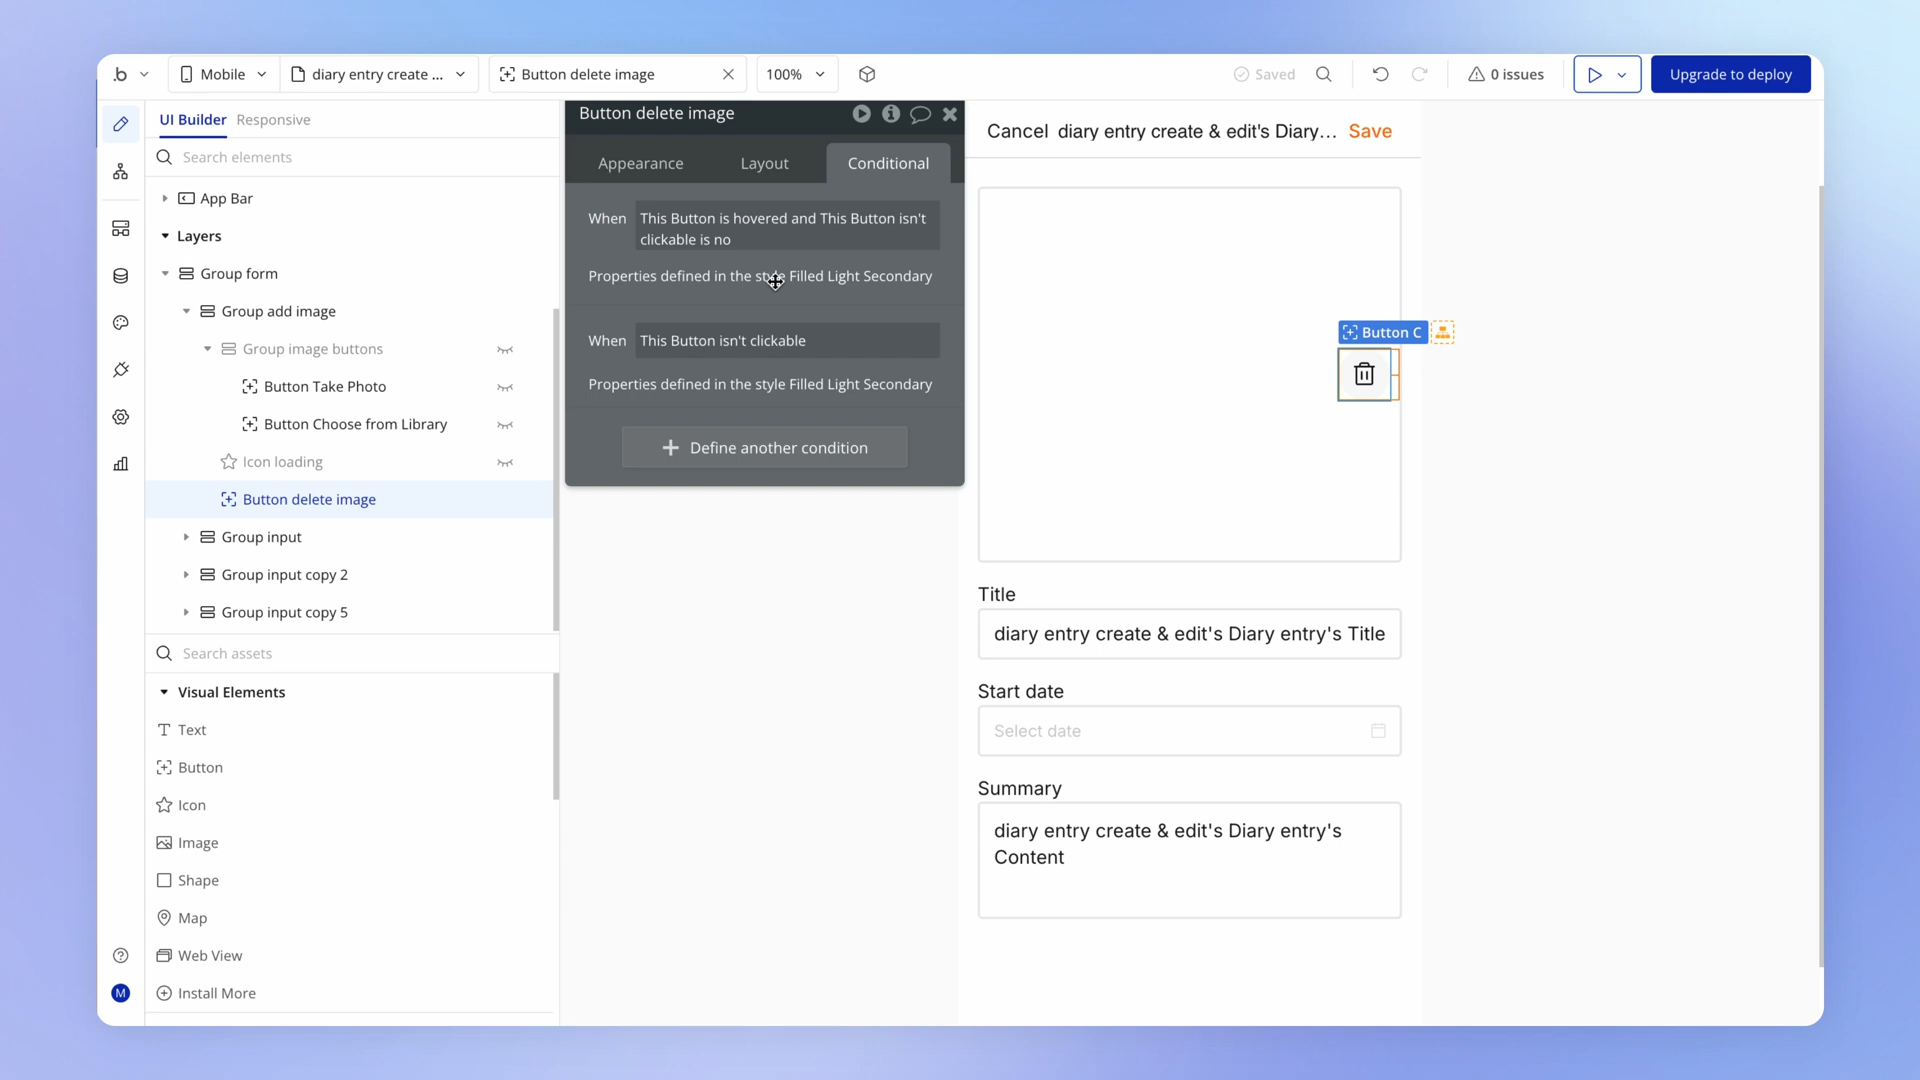 .b
Mobile
diary entry create ...
Button delete image
100%
Saved
0 issues
Upgrade to deploy
UI Builder
Responsive
Search elements
App Bar
Layers
Group form
Group add image
Group image buttons
Button Take Photo
Button Choose from Library
Icon loading
Button delete image
Group input
Group input copy 2
Group input copy 5
Search assets
Visual Elements
Text
Button
Icon
Image
Shape
Map
Web View
Install More
M
Button delete image
Appearance
Layout
Conditional
When
This Button is hovered and This Button isn't
clickable is no
Properties defined in the style Filled Light Secondary
When
This Button isn't clickable
Properties defined in the style Filled Light Secondary
Define another condition
Cancel
diary entry create & edit's Diary...
Save
Button C
Title
diary entry create & edit's Diary entry's Title
Start date
Select date
Summary
diary entry create & edit's Diary entry's
Content